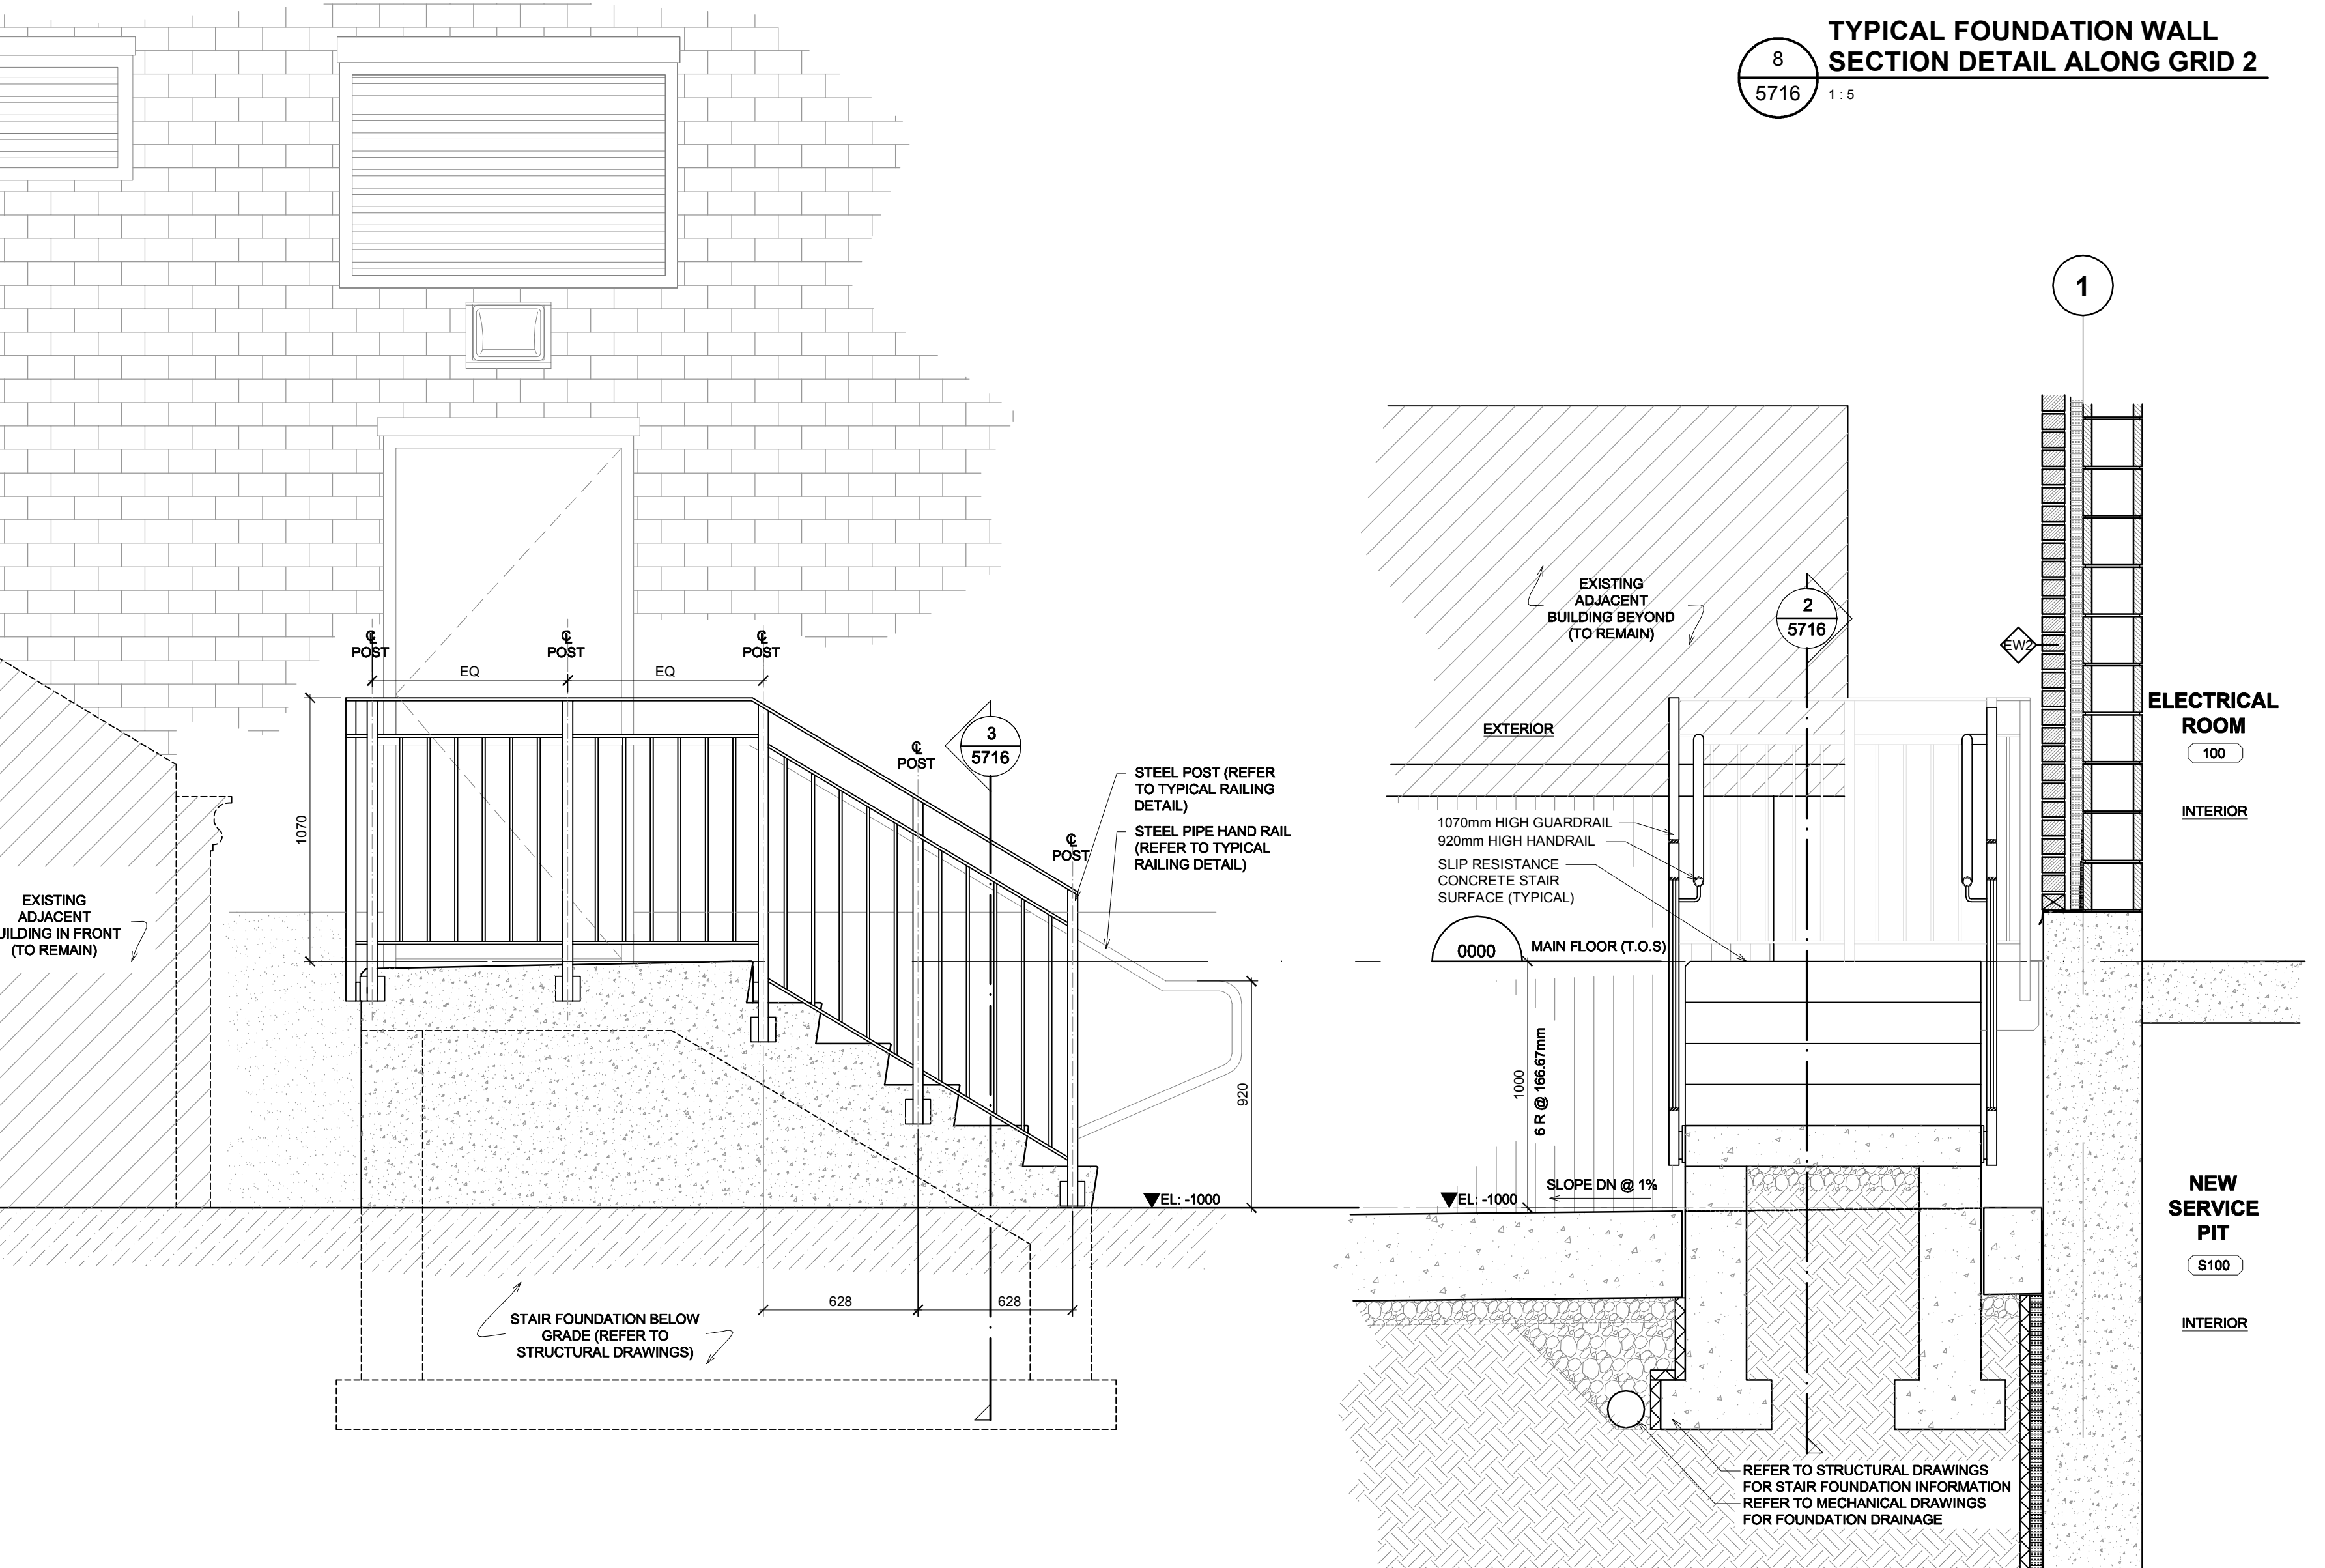 TYPICAL FOUNDATION WALL
SECTION DETAIL ALONG GRID 2
8
5716
1 : 5
1
EXISTING
ADJACENT
BUILDING BEYOND
(TO REMAIN)
2
5716
EW2
℄
POST
℄
POST
℄
POST
EQ
EQ
ELECTRICAL
ROOM
100
INTERIOR
3
5716
℄
POST
EXTERIOR
STEEL POST (REFER
TO TYPICAL RAILING
DETAIL)
STEEL PIPE HAND RAIL
(REFER TO TYPICAL
RAILING DETAIL)
℄
POST
1070
1070mm HIGH GUARDRAIL
920mm HIGH HANDRAIL
SLIP RESISTANCE
CONCRETE STAIR
SURFACE (TYPICAL)
EXISTING
ADJACENT
UILDING IN FRONT
(TO REMAIN)
0000
MAIN FLOOR (T.O.S)
920
1000
6 R @ 166.67mm
EL: -1000
EL: -1000
SLOPE DN @ 1%
NEW
SERVICE
PIT
S100
INTERIOR
628
628
STAIR FOUNDATION BELOW
GRADE (REFER TO
STRUCTURAL DRAWINGS)
REFER TO STRUCTURAL DRAWINGS
FOR STAIR FOUNDATION INFORMATION
REFER TO MECHANICAL DRAWINGS
FOR FOUNDATION DRAINAGE